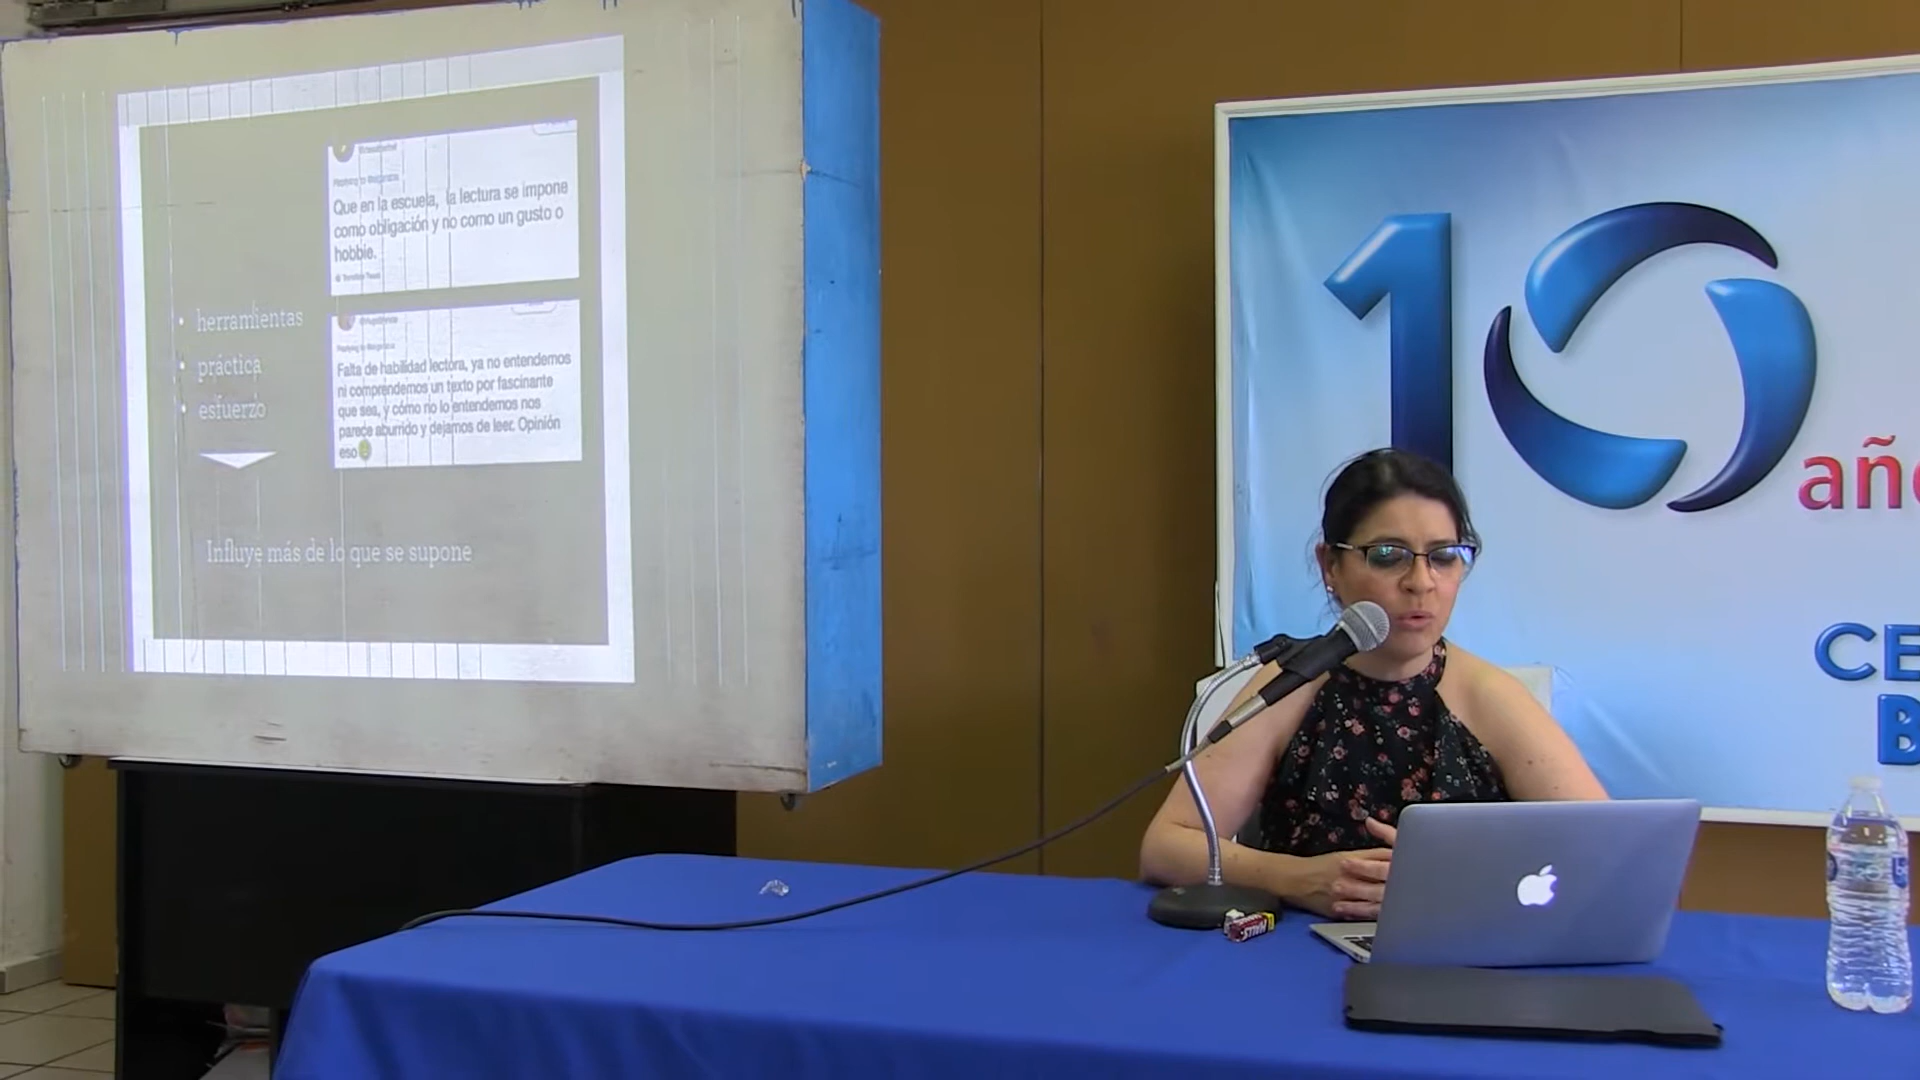 Que en la escuela, la lectura se impone
como obligación y no como un gusto o
hobbie.
Falta de habilidad lectora, ya no entendemos
ni comprendemos un texto por fascinante
que sea, y cómo no lo entendemos nos
parece aburrido y dejamos de leer. Opinión
eso
• herramientas
• práctica
• esfuerzo
Influye más de lo que se supone
10
año
CE
B
HALLS